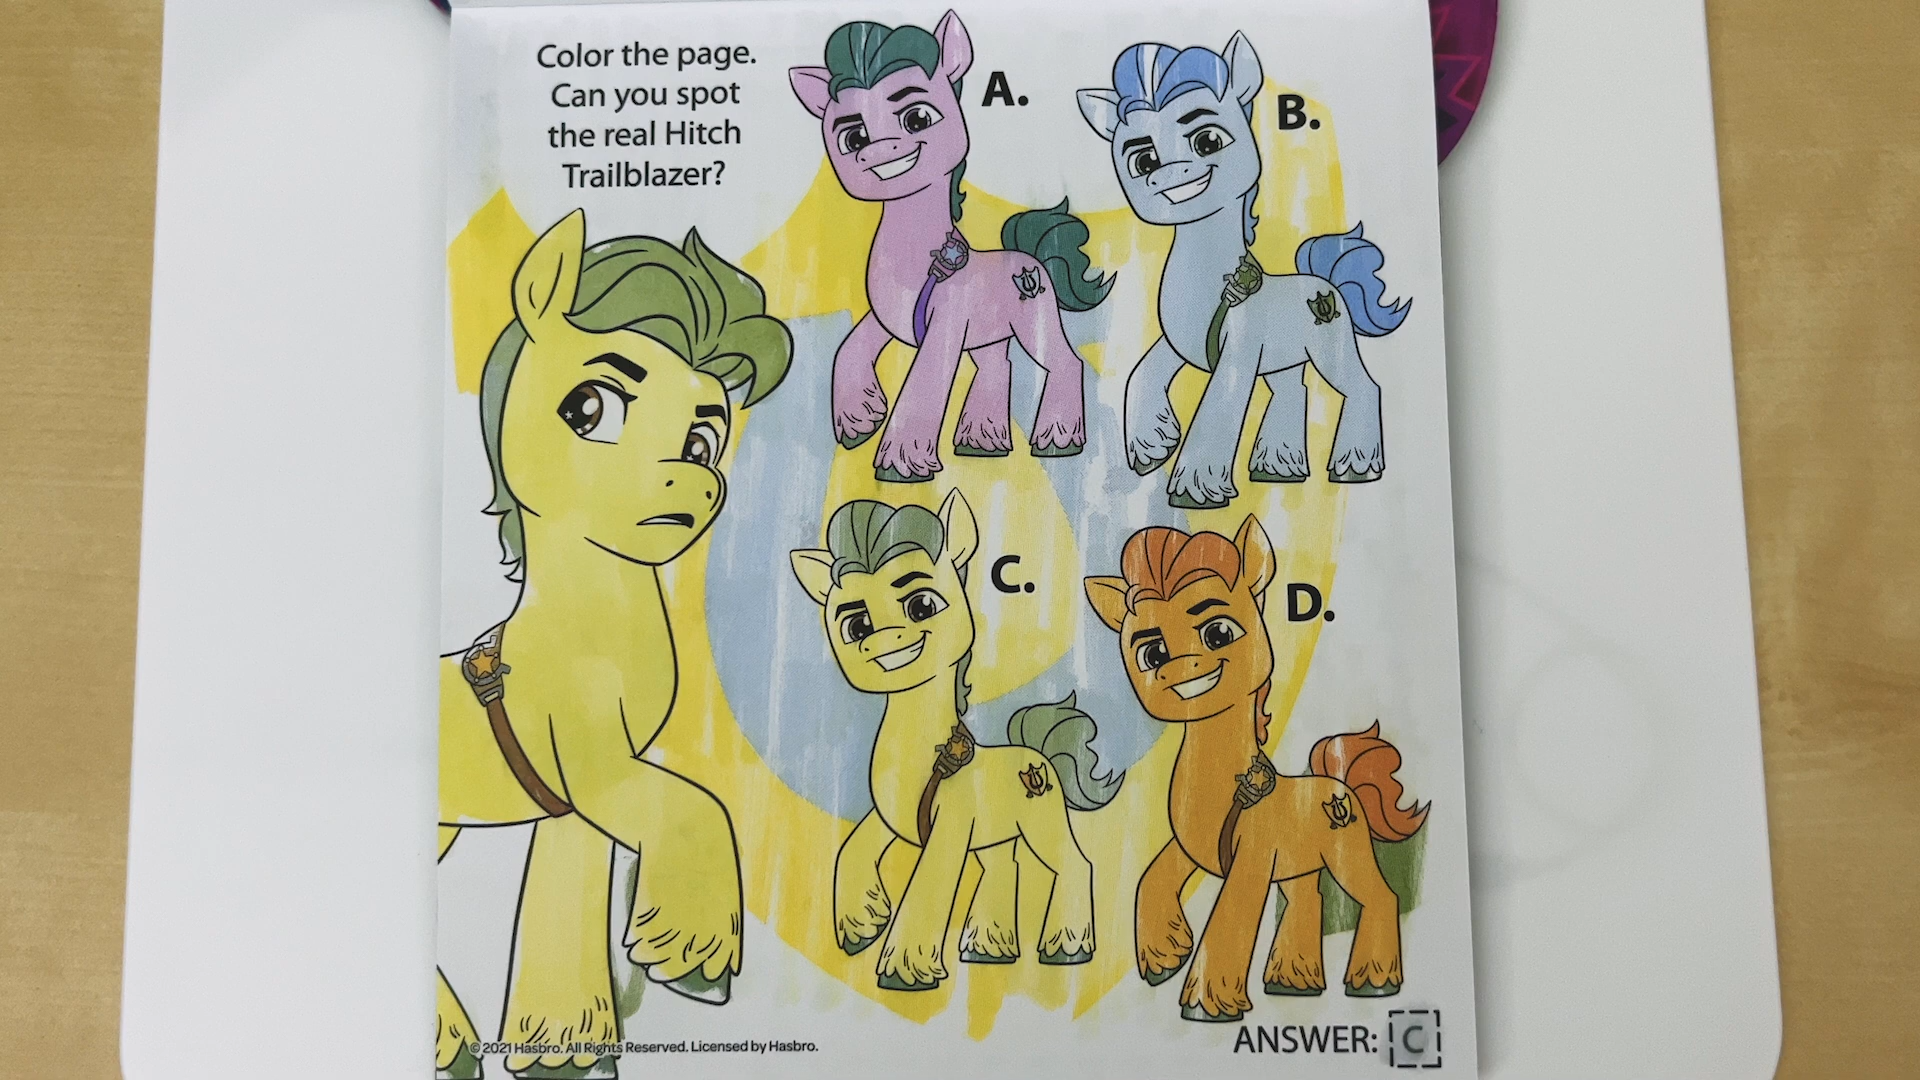 Color the page.
Can you spot
the real Hitch
Trailblazer?
A.
B.
C.
D.
ANSWER: C
© 2021 Hasbro. All Rights Reserved. Licensed by Hasbro.